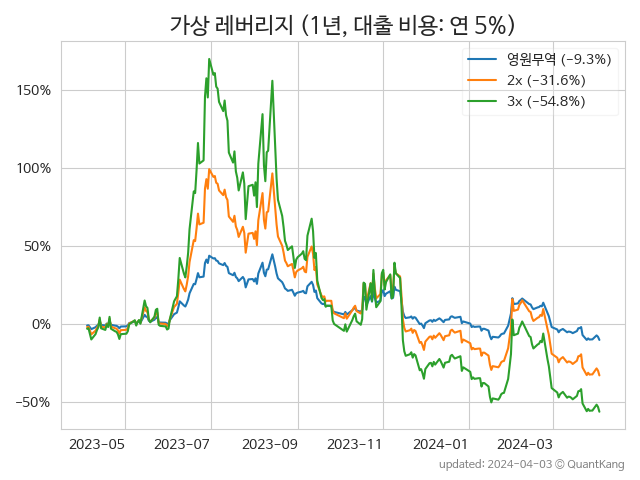 가상 레버리지 (1년, 대출 비용: 연 5%)
영원무역 (-9.3%)
2x (-31.6%)
3x (-54.8%)
150%
100%
50%
0%
-50%
2023-05 2023-07 2023-09 2023-11 2024-01 2024-03
updated: 2024-04-03 © QuantKang